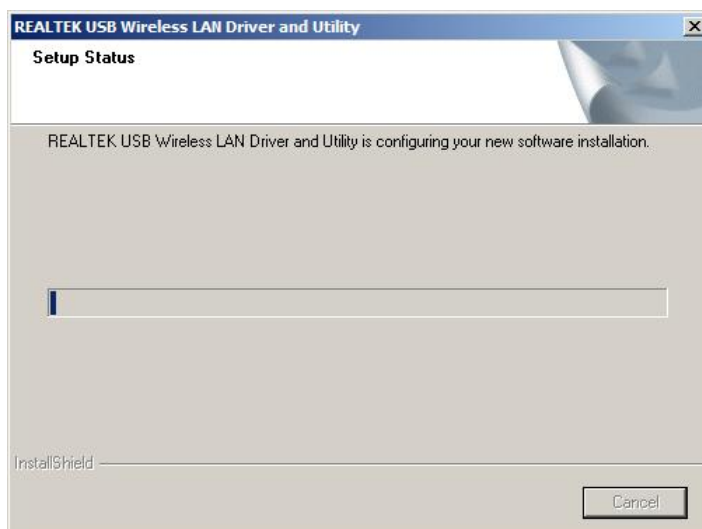 REALTEK USB Wireless LAN Driver and Utility
Setup Status
REALTEK USB Wireless LAN Driver and Utility is configuring your new software installation.
InstallShield
Cancel